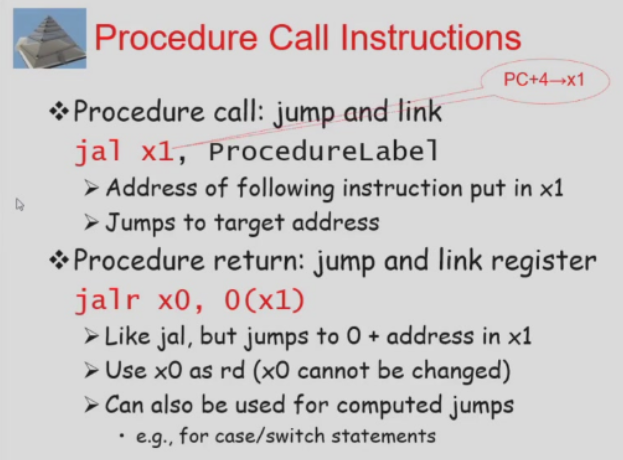 Procedure Call Instructions
PC+4→x1
❖Procedure call: jump and link
jal x1, ProcedureLabel
➢Address of following instruction put in x1
➢Jumps to target address
❖Procedure return: jump and link register
jalr x0, 0(x1)
➢Like jal, but jumps to 0 + address in x1
➢Use x0 as rd (x0 cannot be changed)
➢Can also be used for computed jumps
• e.g., for case/switch statements